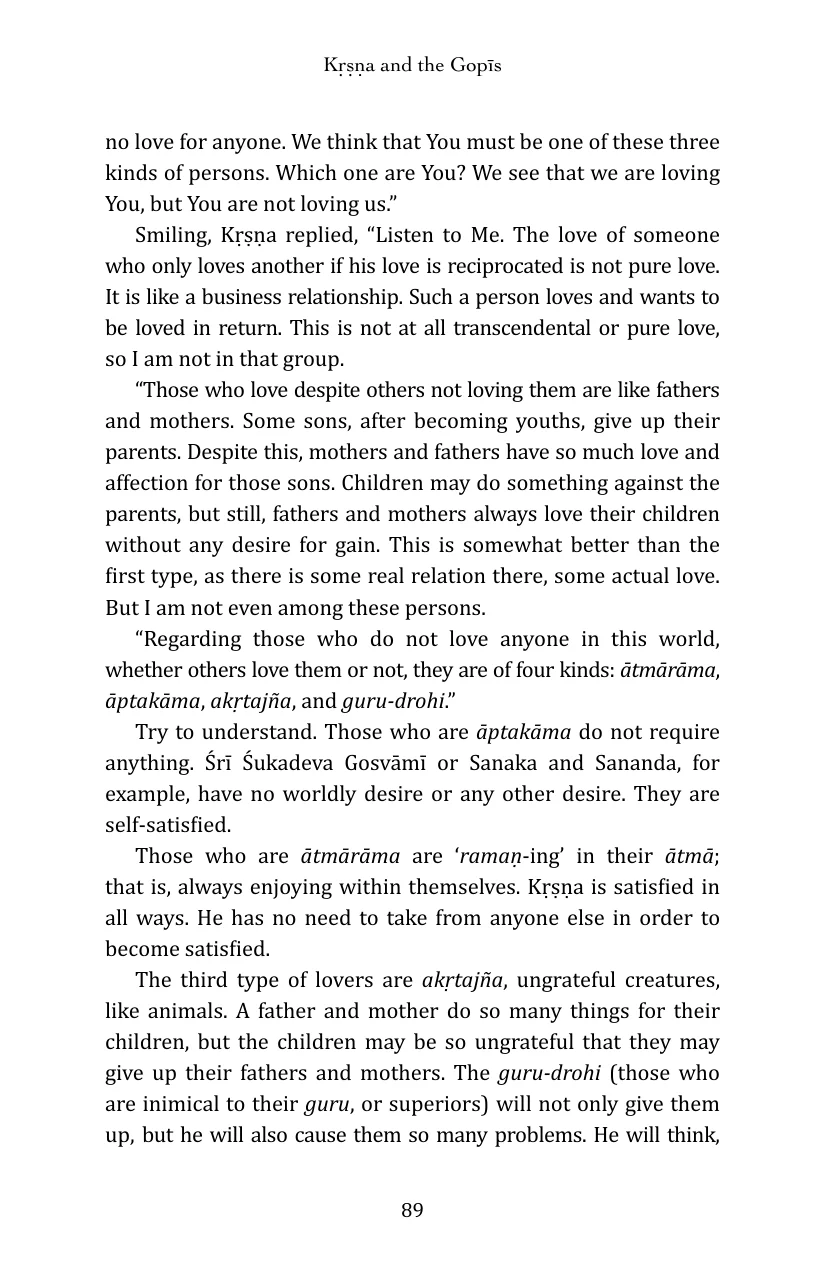 Kṛṣṇa and the Gopīs
no love for anyone. We think that You must be one of these three
kinds of persons. Which one are You? We see that we are loving
You, but You are not loving us.”
Smiling, Kṛṣṇa replied, “Listen to Me. The love of someone
who only loves another if his love is reciprocated is not pure love.
It is like a business relationship. Such a person loves and wants to
be loved in return. This is not at all transcendental or pure love,
so I am not in that group.
“Those who love despite others not loving them are like fathers
and mothers. Some sons, after becoming youths, give up their
parents. Despite this, mothers and fathers have so much love and
affection for those sons. Children may do something against the
parents, but still, fathers and mothers always love their children
without any desire for gain. This is somewhat better than the
first type, as there is some real relation there, some actual love.
But I am not even among these persons.
“Regarding those who do not love anyone in this world,
whether others love them or not, they are of four kinds: ātmārāma,
āptakāma, akṛtajña, and guru-drohi.”
Try to understand. Those who are āptakāma do not require
anything. Śrī Śukadeva Gosvāmī or Sanaka and Sananda, for
example, have no worldly desire or any other desire. They are
self-satisfied.
Those who are ātmārāma are ‘ramaṇ-ing’ in their ātmā;
that is, always enjoying within themselves. Kṛṣṇa is satisfied in
all ways. He has no need to take from anyone else in order to
become satisfied.
The third type of lovers are akṛtajña, ungrateful creatures,
like animals. A father and mother do so many things for their
children, but the children may be so ungrateful that they may
give up their fathers and mothers. The guru-drohi (those who
are inimical to their guru, or superiors) will not only give them
up, but he will also cause them so many problems. He will think,
89